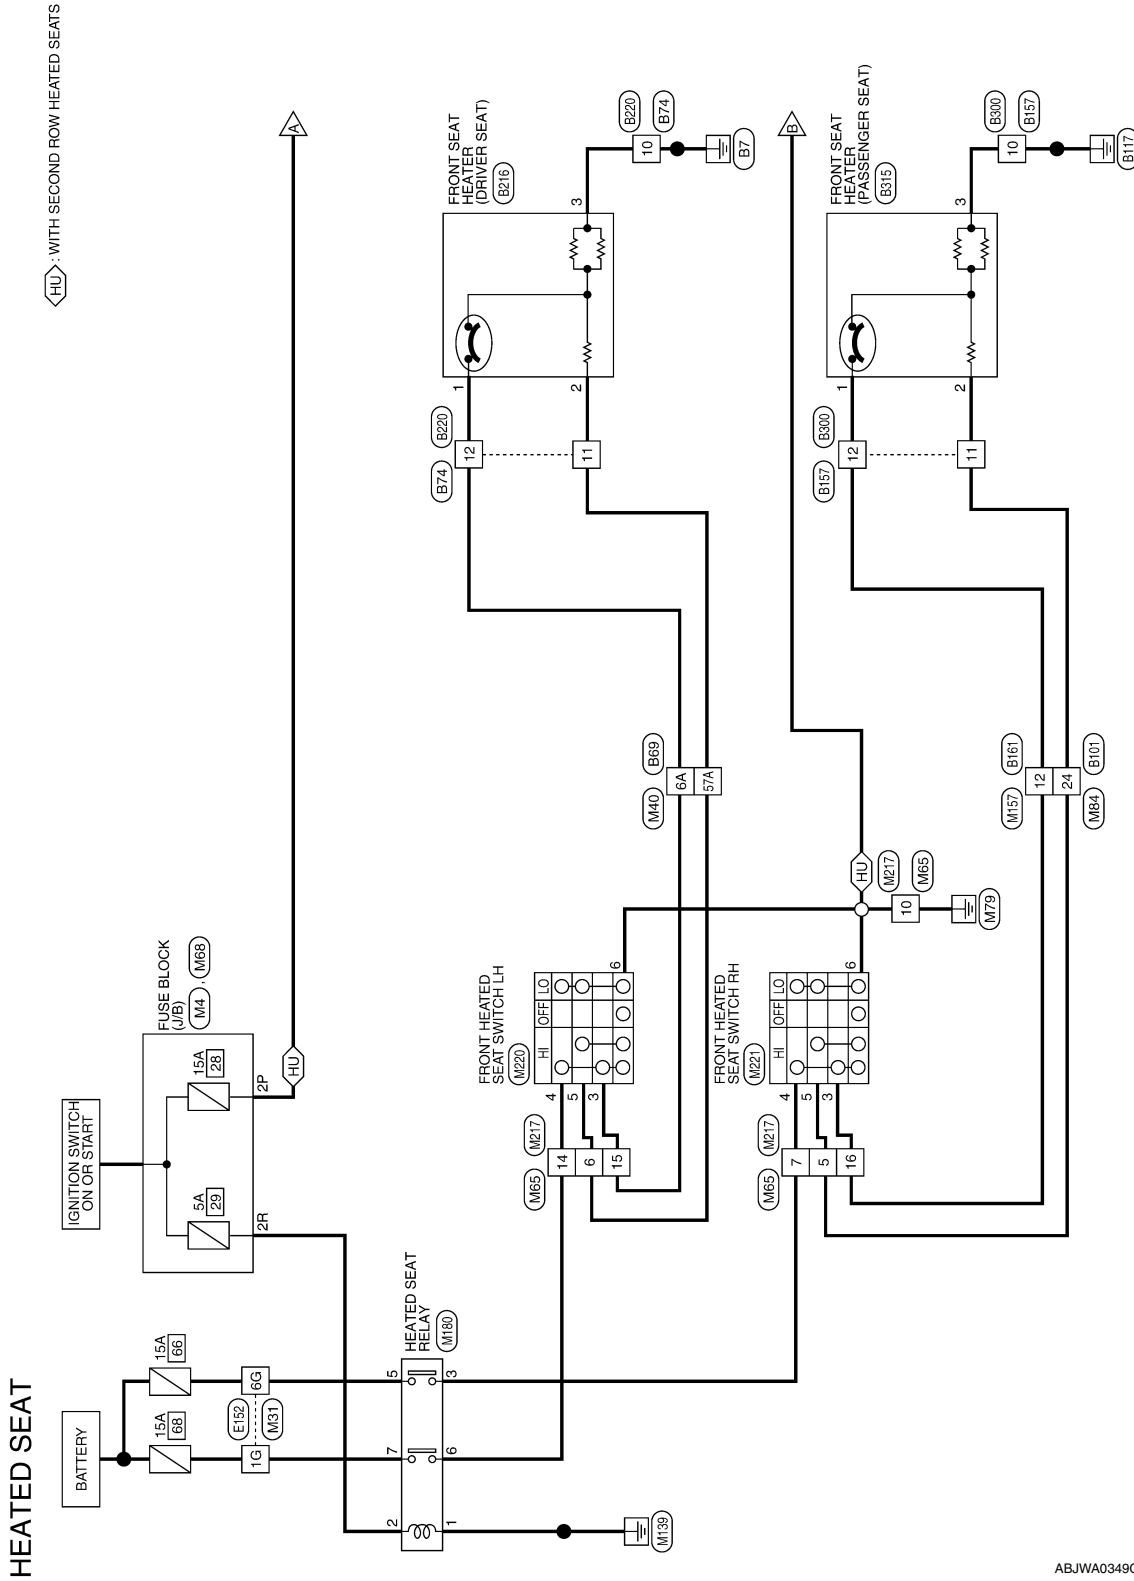 HEATED SEAT
HU : WITH SECOND ROW HEATED SEATS
BATTERY
IGNITION SWITCH
ON OR START
15A
68
15A
66
5A
29
15A
28
FUSE BLOCK
(J/B)
M4 , M68
1G
6G
E152
M31
2R
2P
HU
A
2
7
5
1
6
3
HEATED SEAT
RELAY
M180
M139
FRONT HEATED
SEAT SWITCH LH
M220
HI
OFF
LO
4
5
3
6
M65
M217
14
6
15
FRONT HEATED
SEAT SWITCH RH
M221
HI
OFF
LO
4
5
3
6
M65
M217
7
5
16
HU
M217
M65
10
M79
M40
B69
6A
57A
M157
B161
12
24
M84
B101
B74
B220
12
11
1
2
3
FRONT SEAT
HEATER
(DRIVER SEAT)
B216
B220
B74
10
B7
B
B157
B300
12
11
1
2
3
FRONT SEAT
HEATER
(PASSENGER SEAT)
B315
B300
B157
10
B117